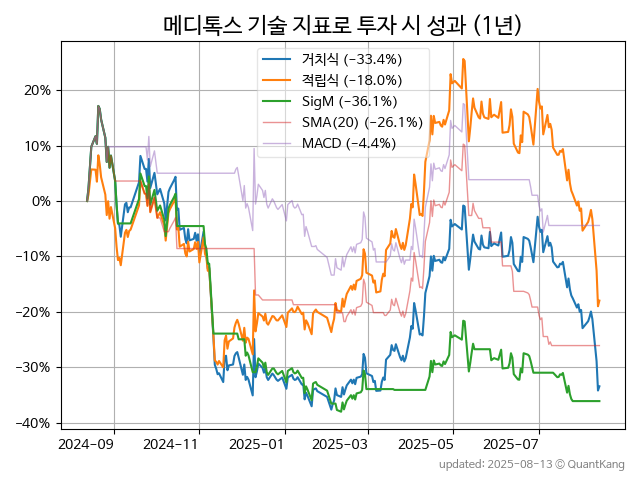 메디톡스 기술 지표로 투자 시 성과 (1년)
거치식 (−33.4%)
적립식 (−18.0%)
SigM (−36.1%)
SMA(20) (−26.1%)
MACD (−4.4%)
20%
10%
0%
−10%
−20%
−30%
−40%
2024-09 2024-11 2025-01 2025-03 2025-05 2025-07
updated: 2025-08-13 ⓒ QuantKang